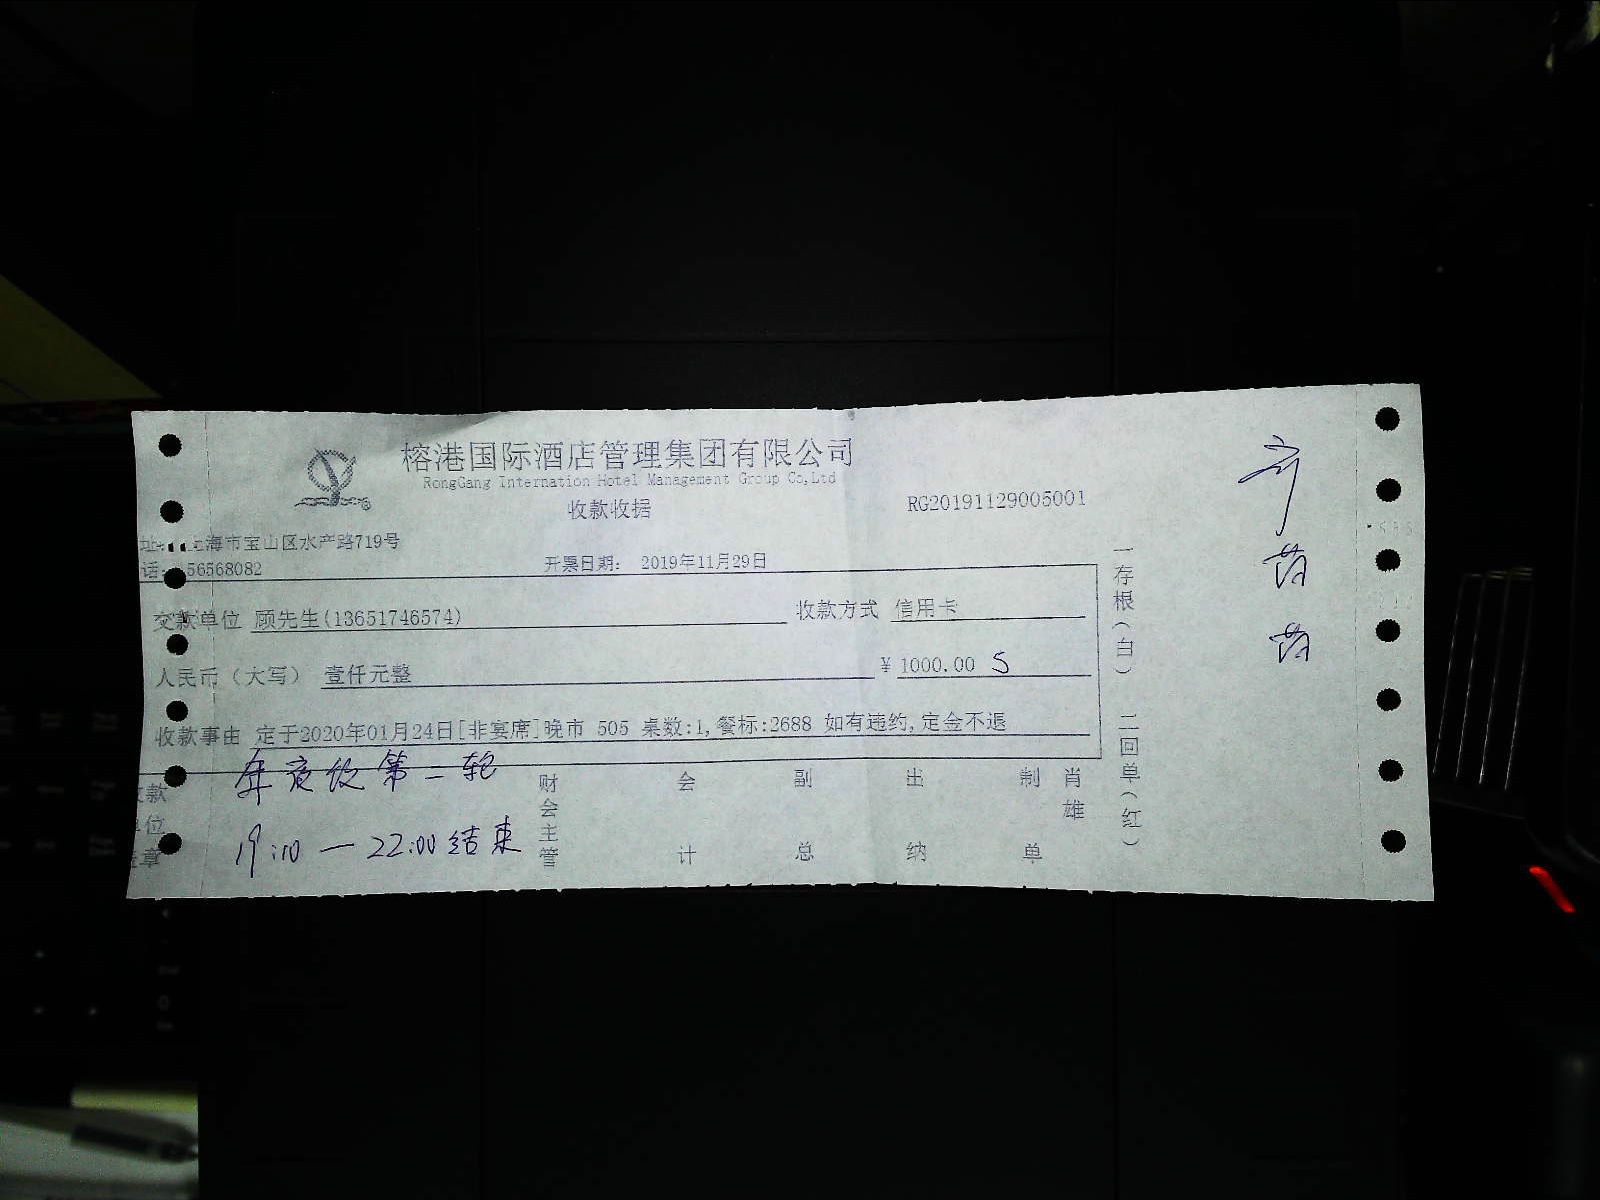 榕港国际酒店管理集团有限公司
RongGang Internation Hotel Management Group Co,Ltd
收款收据
RG20191129005001
海市宝山区水产路719号
56568082
开票日期: 2019年11月29日
交款单位 顾先生(13651746574)
收款方式 信用卡
人民币(大写) 壹仟元整
¥ 1000.00 5
收款事由 定于2020年01月24日[非宴席]晚市 505 桌数:1,餐标:2688 如有违约,定金不退
年夜饭第二轮
19:10 — 22:00 结束
款
位
章
财会主管
会计
副总
出纳
制单
肖雄
一存根(白)
二回单(红)